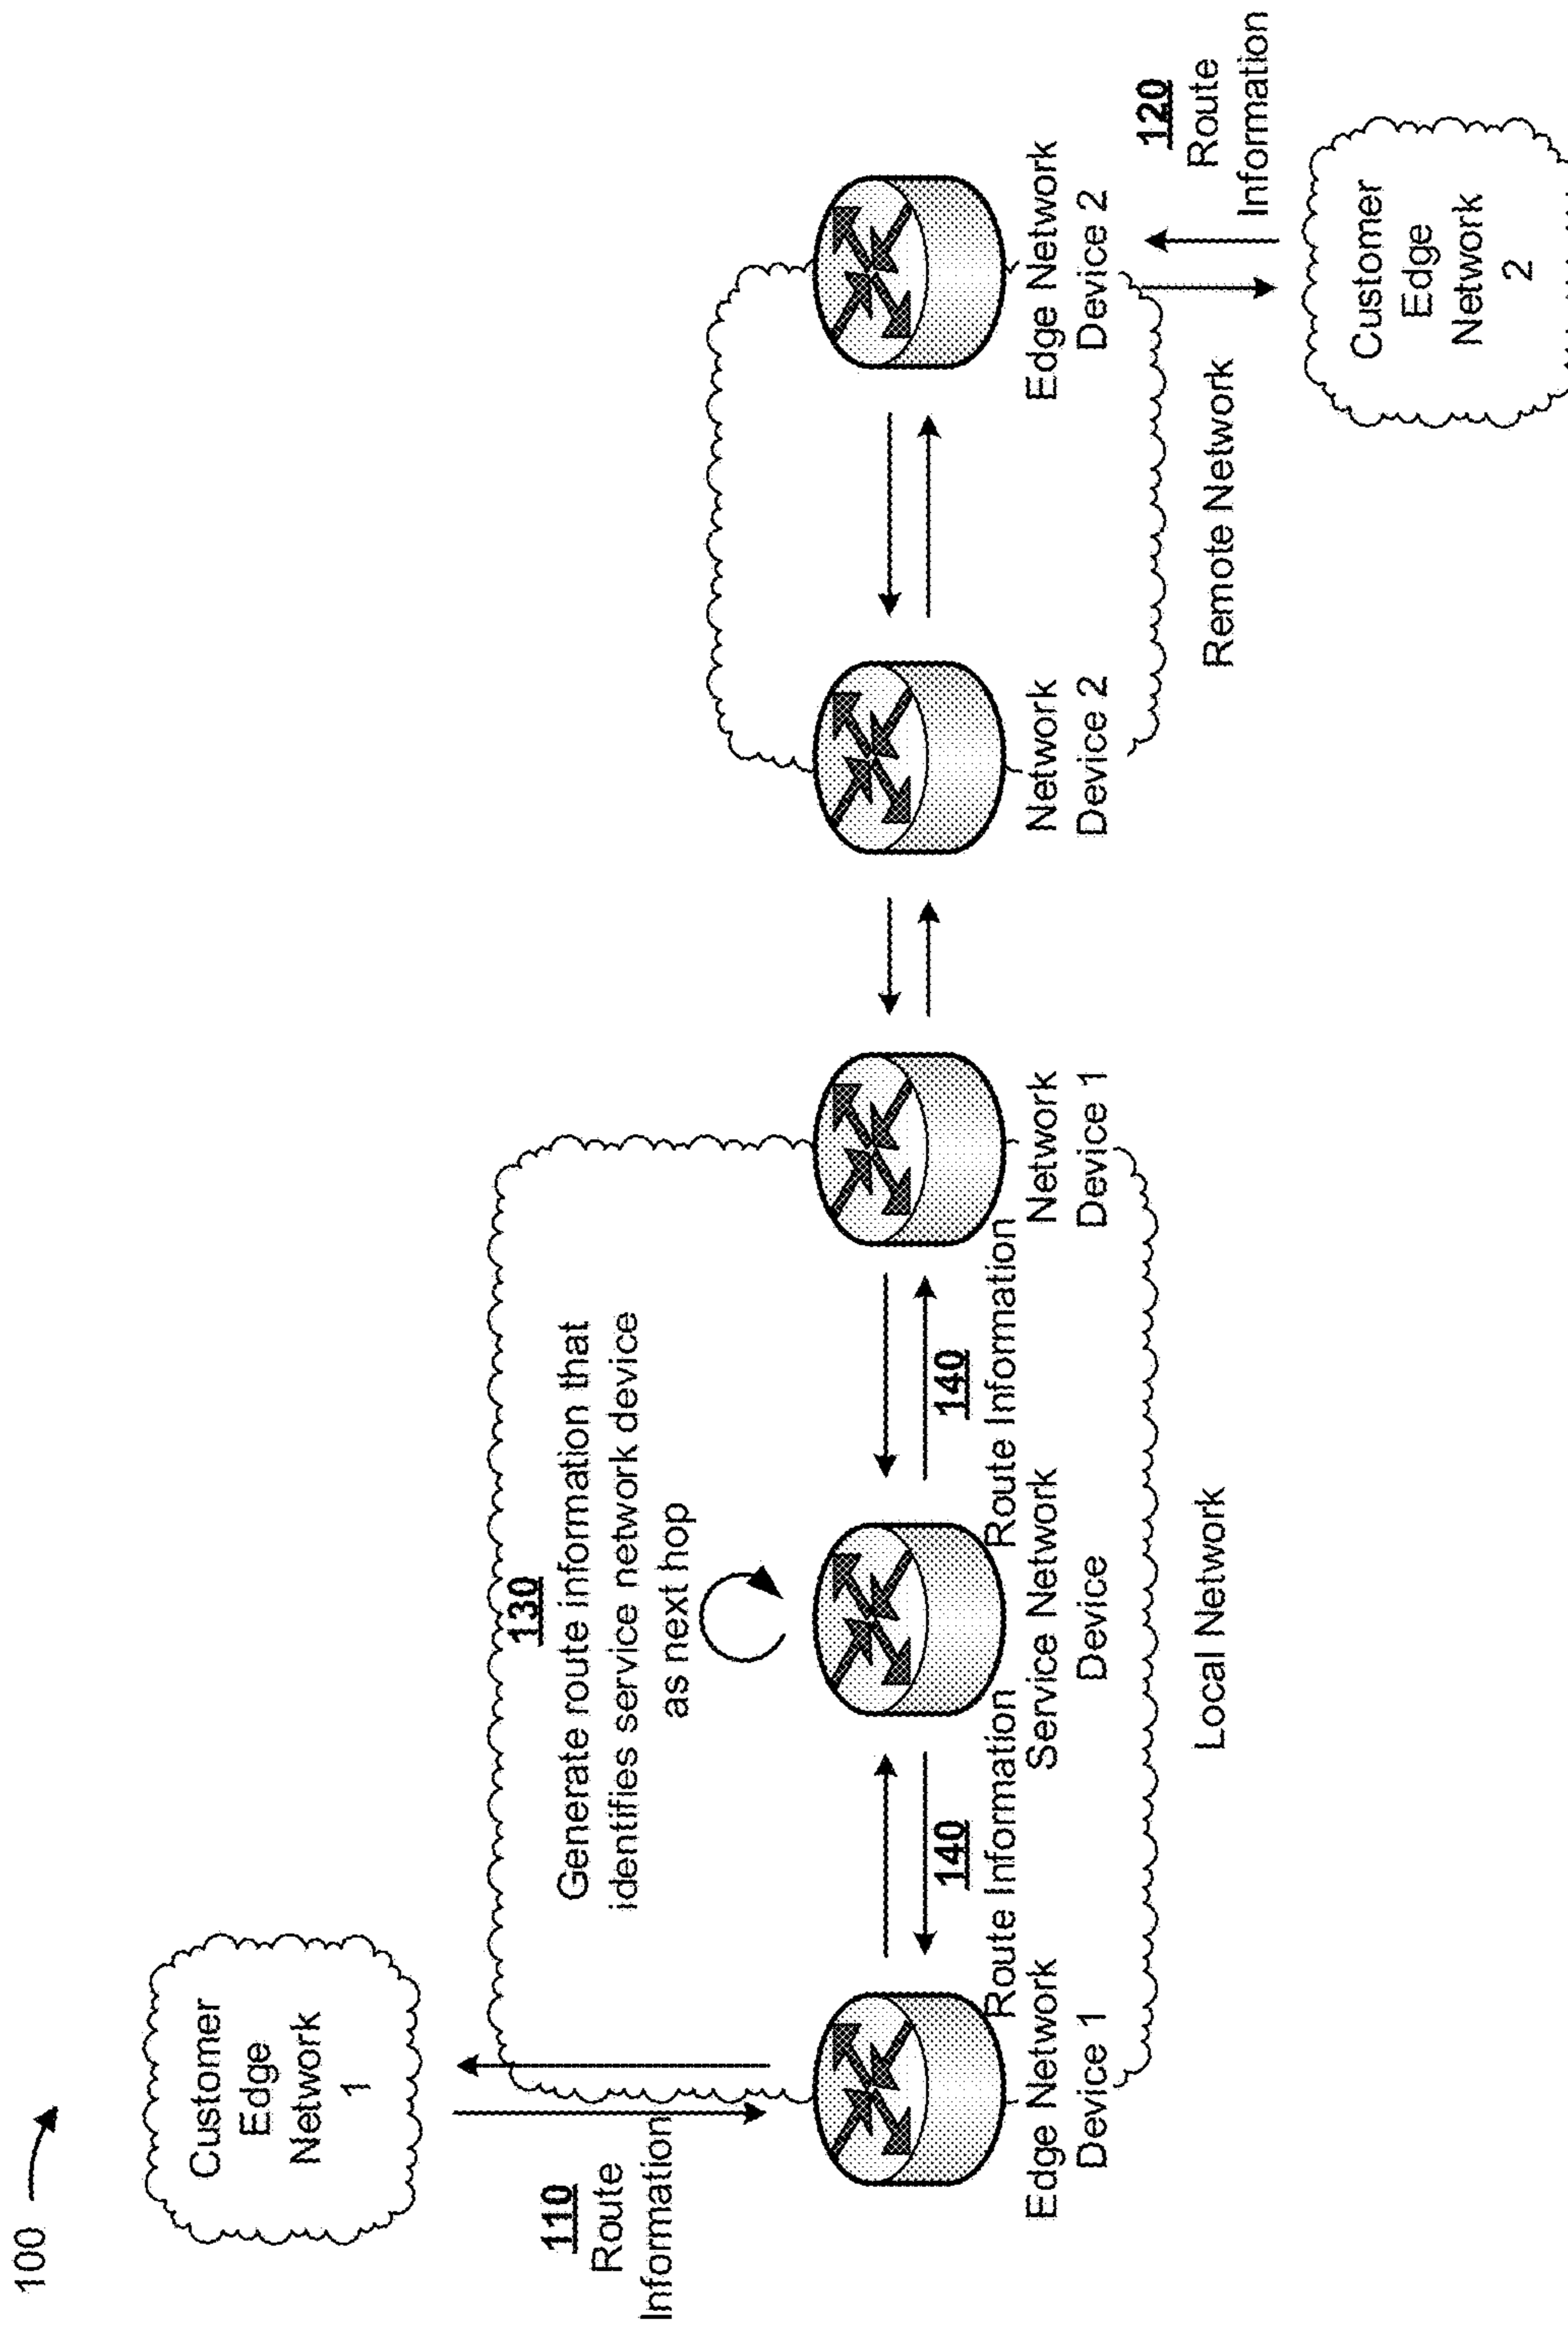 100
Customer
Edge
Network
1
110
Route
Information
130
Generate route information that
identifies service network device
as next hop
140
Route Information
140
Route Information
Edge Network
Device 1
Service Network
Device
Network
Device 1
Local Network
Network
Device 2
Edge Network
Device 2
Remote Network
120
Route
Information
Customer
Edge
Network
2